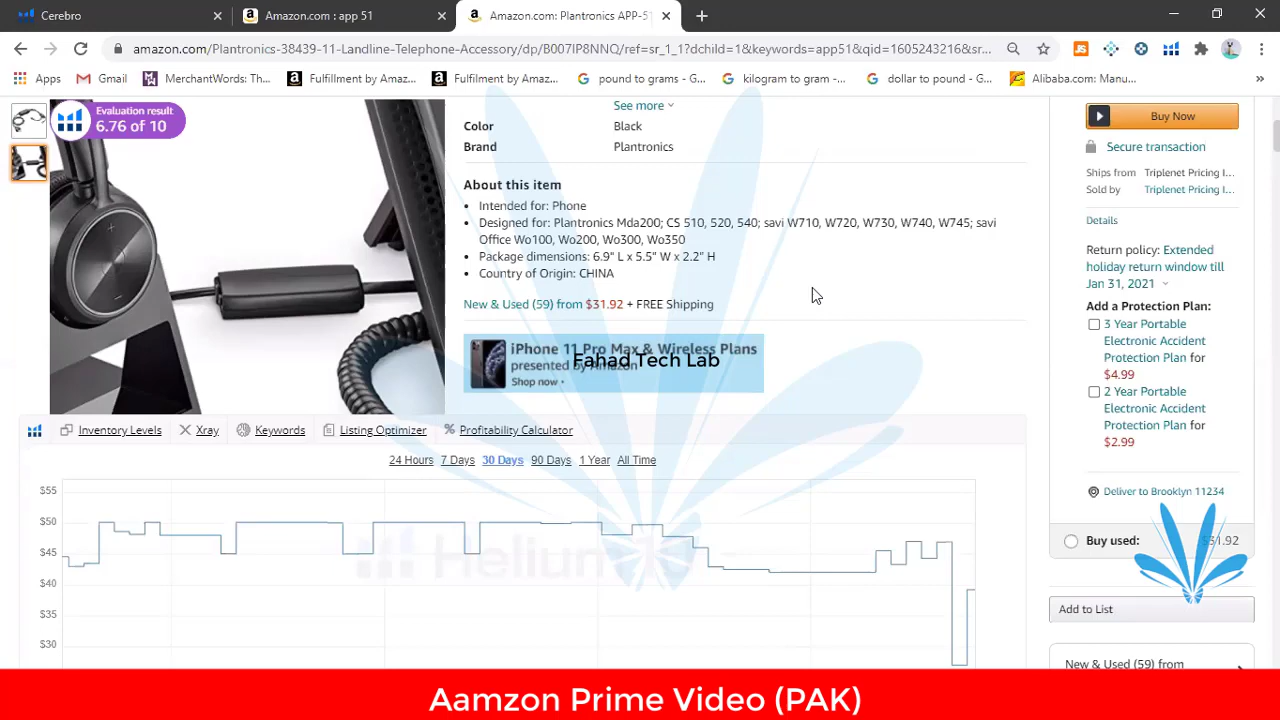 Cerebro
Amazon.com : app 51
Amazon.com: Plantronics APP-51
amazon.com/Plantronics-38439-11-Landline-Telephone-Accessory/dp/B007IP8NNQ/ref=sr_1_1?dchild=1&keywords=app51&qid=1605243216&sr...
Apps
Gmail
MerchantWords: Th...
Fulfillment by Amaz...
Fulfilment by Amaz...
pound to grams - G...
kilogram to gram -...
dollar to pound - G...
Alibaba.com: Manu...
»
Evaluation result
6.76 of 10
See more
Color Black
Brand Plantronics
About this item
• Intended for: Phone
• Designed for: Plantronics Mda200; CS 510, 520, 540; savi W710, W720, W730, W740, W745; savi
Office Wo100, Wo200, Wo300, Wo350
• Package dimensions: 6.9" L x 5.5" W x 2.2" H
• Country of Origin: CHINA
New & Used (59) from $31.92 + FREE Shipping
iPhone 11 Pro Max & Wireless Plans
presented by Amazon
Shop now
Fahad Tech Lab
Inventory Levels
Xray
Keywords
Listing Optimizer
Profitability Calculator
24 Hours 7 Days 30 Days 90 Days 1 Year All Time
$55
$50
$45
$40
$35
$30
Helium
Buy Now
Secure transaction
Ships from Triplenet Pricing I...
Sold by Triplenet Pricing I...
Details
Return policy: Extended
holiday return window till
Jan 31, 2021
Add a Protection Plan:
3 Year Portable
Electronic Accident
Protection Plan for
$4.99
2 Year Portable
Electronic Accident
Protection Plan for
$2.99
Deliver to Brooklyn 11234
Buy used: $31.92
Add to List
New & Used (59) from
Aamzon Prime Video (PAK)